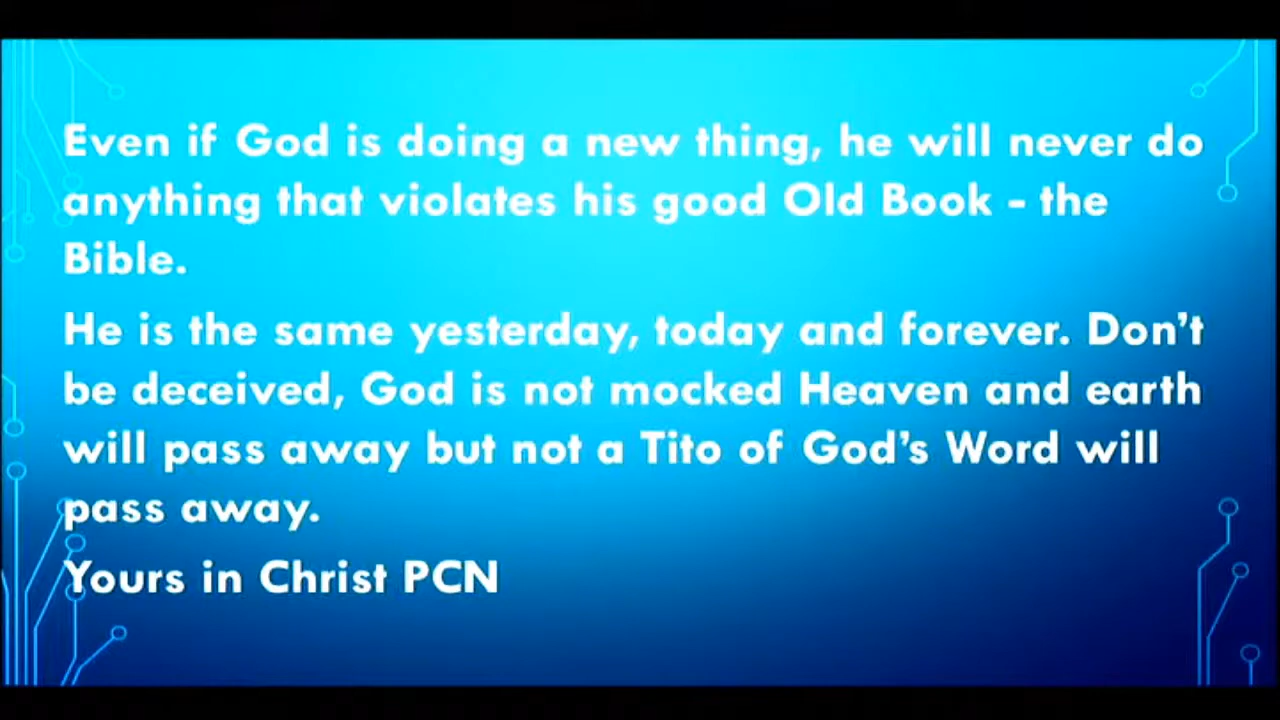 Even if God is doing a new thing, he will never do
anything that violates his good Old Book - the
Bible.
He is the same yesterday, today and forever. Don't
be deceived, God is not mocked Heaven and earth
will pass away but not a Tito of God's Word will
pass away.
Yours in Christ PCN